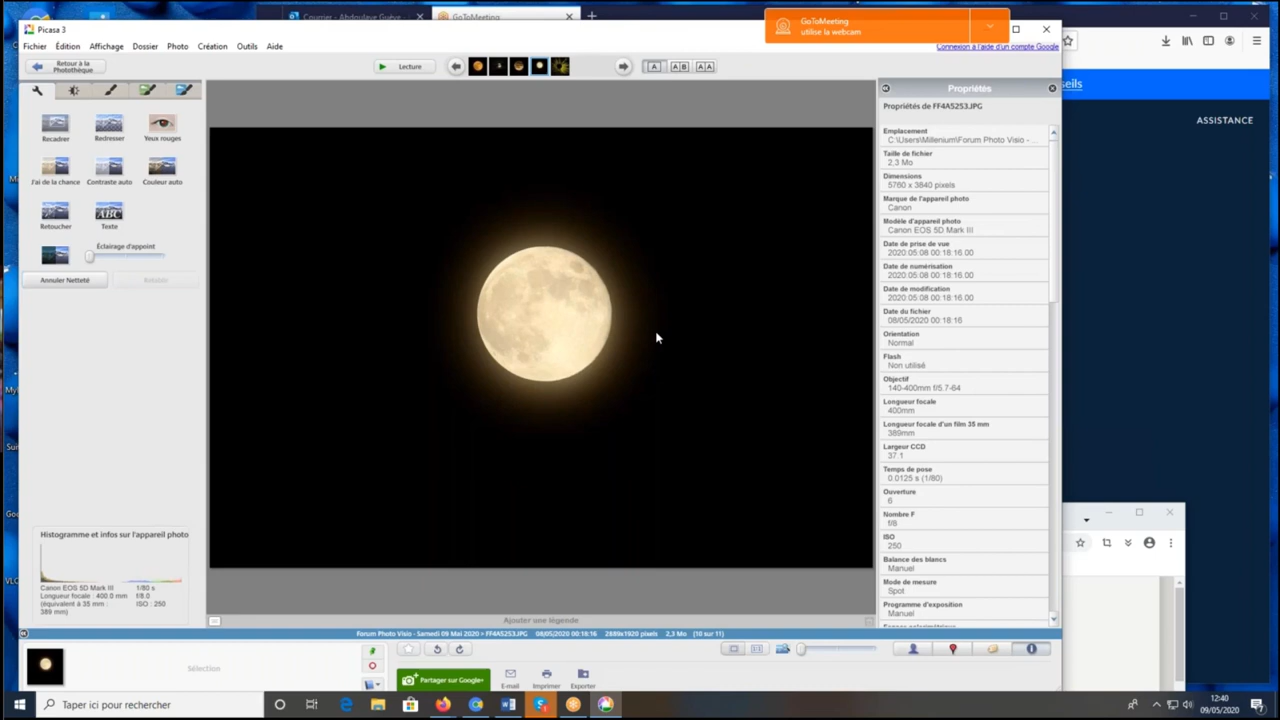 Courrier - Abdoulaye Guèye
GoToMeeting
Picasa 3
GoToMeeting
utilise la webcam
Fichier Édition Affichage Dossier Photo Création Outils Aide
Connexion à l'aide d'un compte Google
Retour à la
Photothèque
Lecture
A AB AA
Propriétés
Propriétés de FF4A5253.JPG
seils
ASSISTANCE
Recadrer Redresser Yeux rouges
J'ai de la chance Contraste auto Couleur auto
ABC
Retoucher Texte
Éclairage d'appoint
Annuler Netteté Rétablir
Emplacement
C:\Users\Millenium\Forum Photo Visio - ...
Taille de fichier
2,3 Mo
Dimensions
5760 x 3840 pixels
Marque de l'appareil photo
Canon
Modèle d'appareil photo
Canon EOS 5D Mark III
Date de prise de vue
2020:05:08 00:18:16.00
Date de numérisation
2020:05:08 00:18:16.00
Date de modification
2020:05:08 00:18:16.00
Date du fichier
08/05/2020 00:18:16
Orientation
Normal
Flash
Non utilisé
Objectif
140-400mm f/5.7-64
Longueur focale
400mm
Longueur focale d'un film 35 mm
389mm
Largeur CCD
37.1
Temps de pose
0.0125 s (1/80)
Ouverture
6
Nombre F
f/8
ISO
250
Balance des blancs
Manuel
Mode de mesure
Spot
Programme d'exposition
Manuel
Histogramme et infos sur l'appareil photo
Canon EOS 5D Mark III 1/80 s
Longueur focale : 400.0 mm f/8.0
(équivalent à 35 mm : ISO : 250
389 mm)
Ajouter une légende
Forum Photo Visio - Samedi 09 Mai 2020 > FF4A5253.JPG 08/05/2020 00:18:16 2889x1920 pixels 2,3 Mo (10 sur 11)
Sélection
Partager sur Google+
E-mail Imprimer Exporter
Taper ici pour rechercher
12:40
09/05/2020